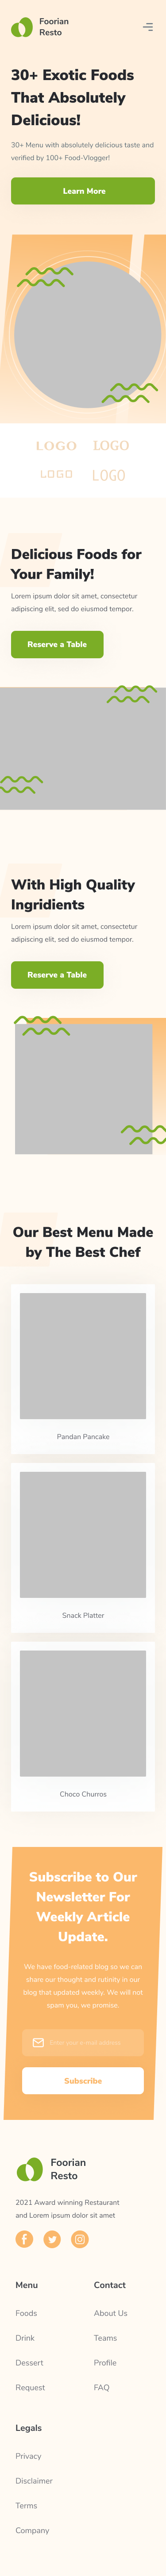 Foorian
Resto
30+ Exotic Foods
That Absolutely
Delicious!
30+ Menu with absolutely delicious taste and
verified by 100+ Food-Vlogger!
Learn More
LOGO LOGO
LOGO LOGO
Delicious Foods for
Your Family!
Lorem ipsum dolor sit amet, consectetur
adipiscing elit, sed do eiusmod tempor.
Reserve a Table
With High Quality
Ingridients
Lorem ipsum dolor sit amet, consectetur
adipiscing elit, sed do eiusmod tempor.
Reserve a Table
Our Best Menu Made
by The Best Chef
Pandan Pancake
Snack Platter
Choco Churros
Subscribe to Our
Newsletter For
Weekly Article
Update.
We have food-related blog so we can
share our thought and rutinity in our
blog that updated weekly. We will not
spam you, we promise.
Subscribe
Foorian
Resto
2021 Award winning Restaurant
and Lorem ipsum dolor sit amet
Menu
Foods
Drink
Dessert
Request
Contact
About Us
Teams
Profile
FAQ
Legals
Privacy
Disclaimer
Terms
Company